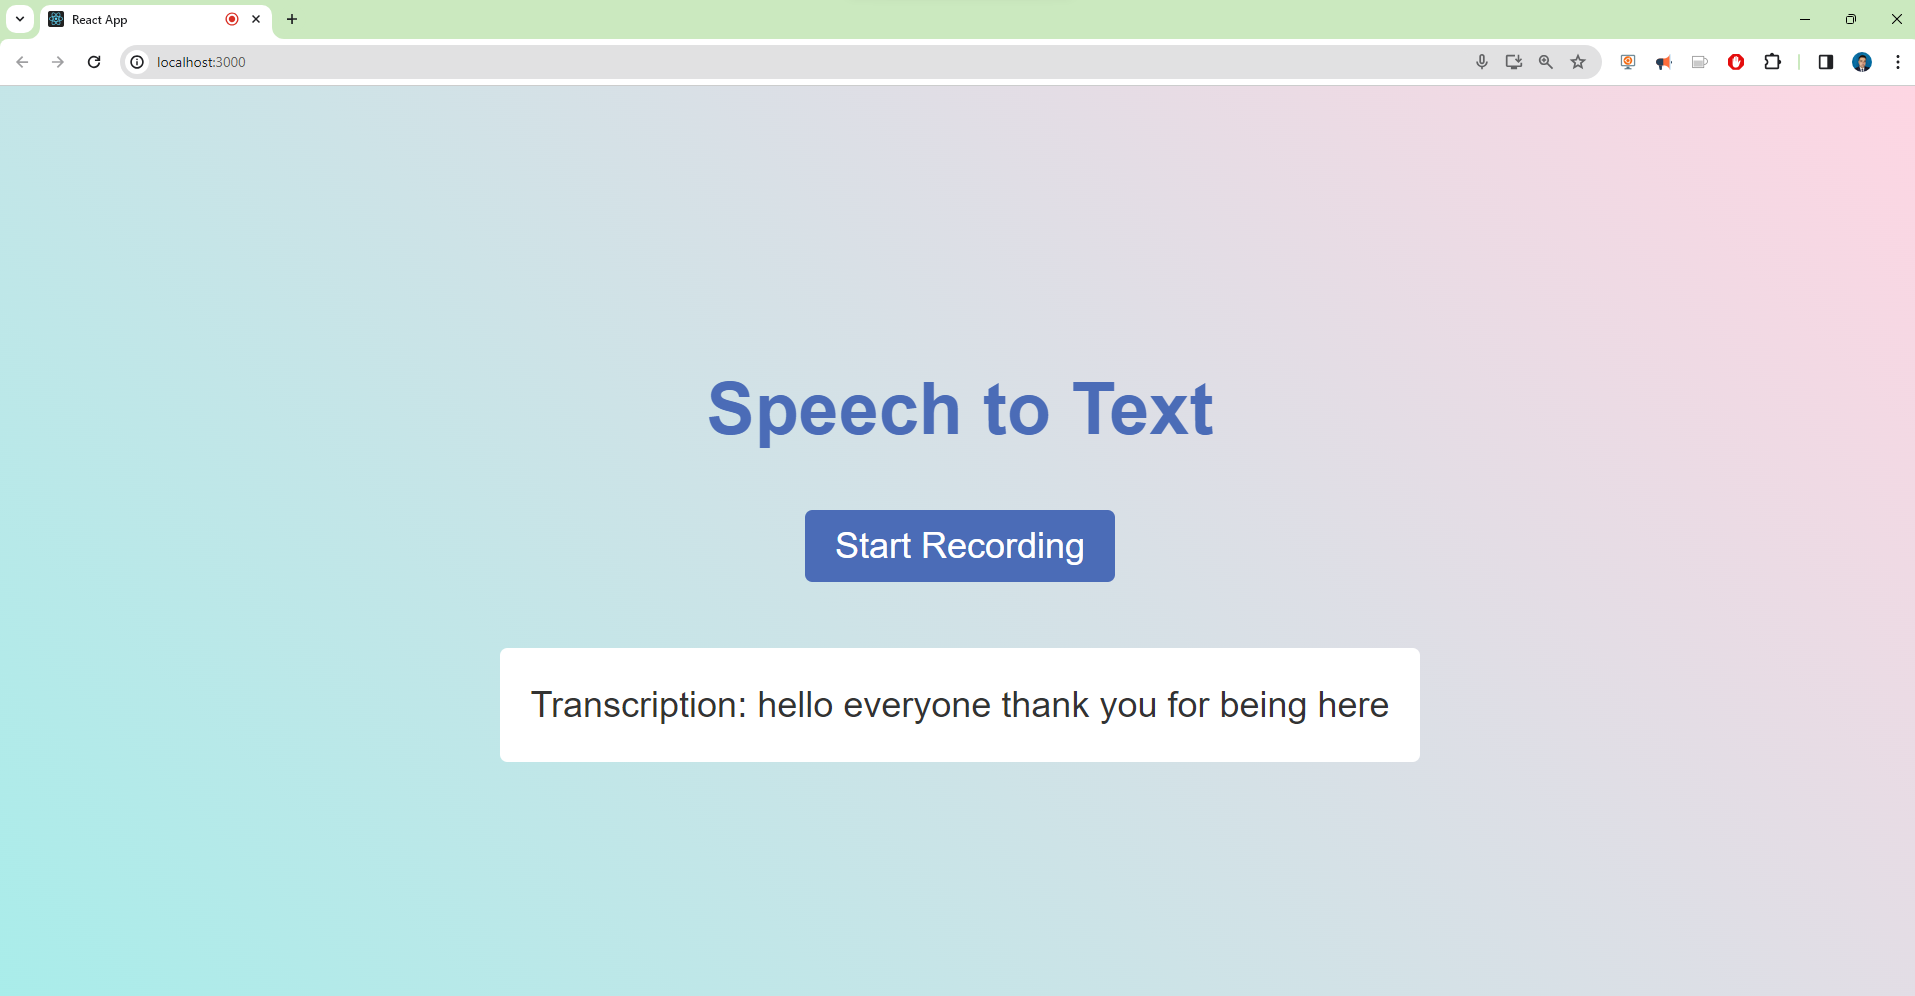 React App
localhost:3000
Speech to Text
Start Recording
Transcription: hello everyone thank you for being here